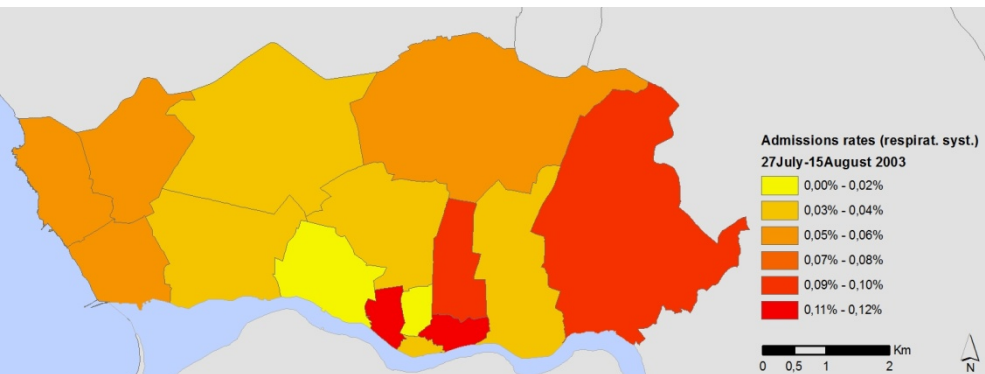 Admissions rates (respirat. syst.)
27July-15August 2003
0,00% - 0,02%
0,03% - 0,04%
0,05% - 0,06%
0,07% - 0,08%
0,09% - 0,10%
0,11% - 0,12%
Km
0 0,5 1 2
N